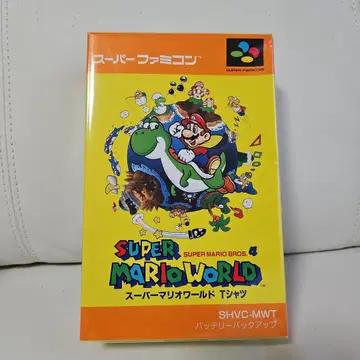 スーパーファミコン™
SUPER FAMICOM
SUPER MARIO BROS. 4
SUPER
MARIO WORLD
スーパーマリオワールド Tシャツ
SHVC-MWT
バッテリーバックアップ